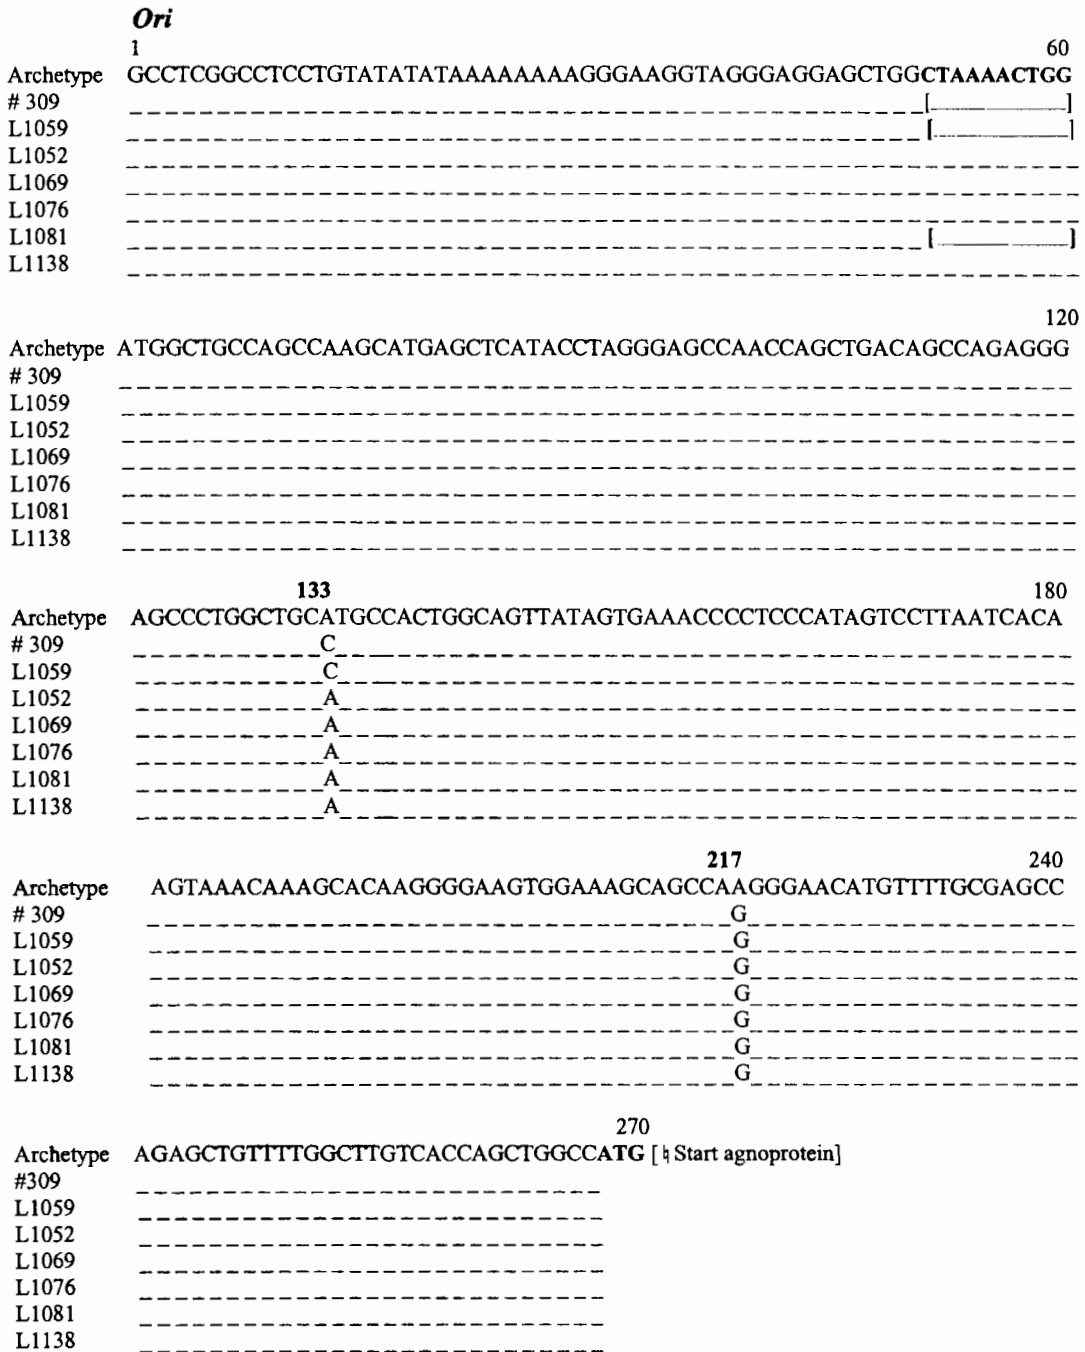 Ori
1 60
Archetype GCCTCGGCCTCCTGTATATATAAAAAAAAGGGAAGGTAGGGAGGAGCTGGCTAAAACTGG
# 309 [ ]
L1059 [ ]
L1052
L1069
L1076
L1081 [ ]
L1138
120
Archetype ATGGCTGCCAGCCAAGCATGAGCTCATACCTAGGGAGCCAACCAGCTGACAGCCAGAGGG
# 309
L1059
L1052
L1069
L1076
L1081
L1138
133 180
Archetype AGCCCTGGCTGCATGCCACTGGCAGTTATAGTGAAACCCCTCCCATAGTCCTTAATCACA
# 309 C
L1059 C
L1052 A
L1069 A
L1076 A
L1081 A
L1138 A
217 240
Archetype AGTAAACAAAGCACAAGGGGAAGTGGAAAGCAGCCAAGGGAACATGTTTTGCGAGCC
# 309 G
L1059 G
L1052 G
L1069 G
L1076 G
L1081 G
L1138 G
270
Archetype AGAGCTGTTTTGGCTTGTCACCAGCTGGCCATG [ Start agnoprotein]
#309
L1059
L1052
L1069
L1076
L1081
L1138